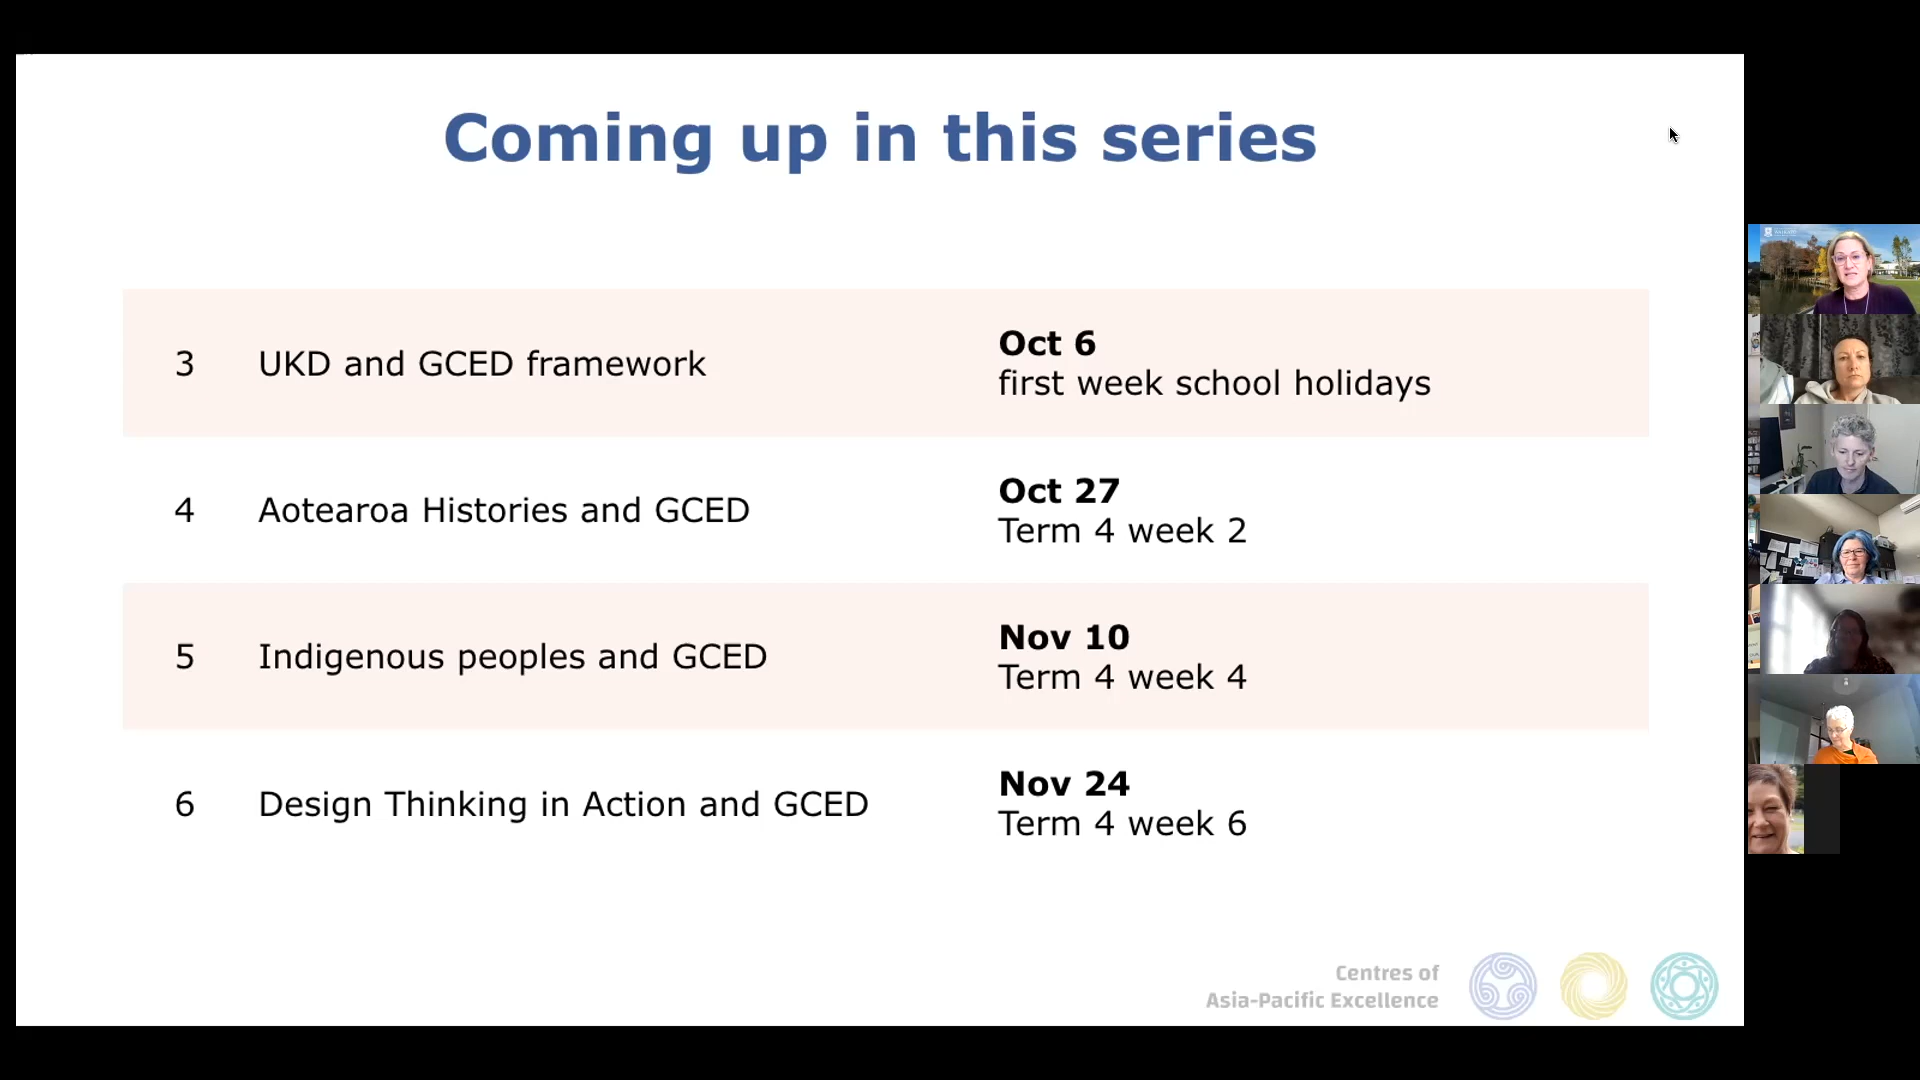 Coming up in this series
3 UKD and GCED framework
Oct 6
first week school holidays
4 Aotearoa Histories and GCED
Oct 27
Term 4 week 2
5 Indigenous peoples and GCED
Nov 10
Term 4 week 4
6 Design Thinking in Action and GCED
Nov 24
Term 4 week 6
Centres of
Asia-Pacific Excellence